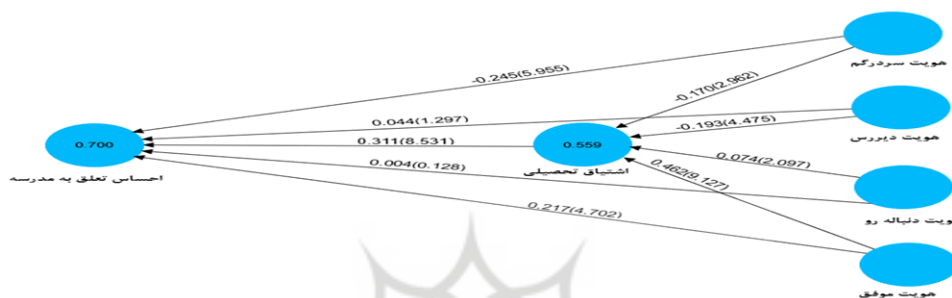 هویت سردرگم
-0.245(5.955)
-0.170(2.962)
هویت دیررس
0.044(1.297)
-0.193(4.475)
0.700
0.311(8.531)
0.559
احساس تعلق به مدرسه
اشتیاق تحصیلی
0.004(0.128)
0.074(2.097)
0.462(9.127)
ویت دنباله رو
0.217(4.702)
هویت موفق